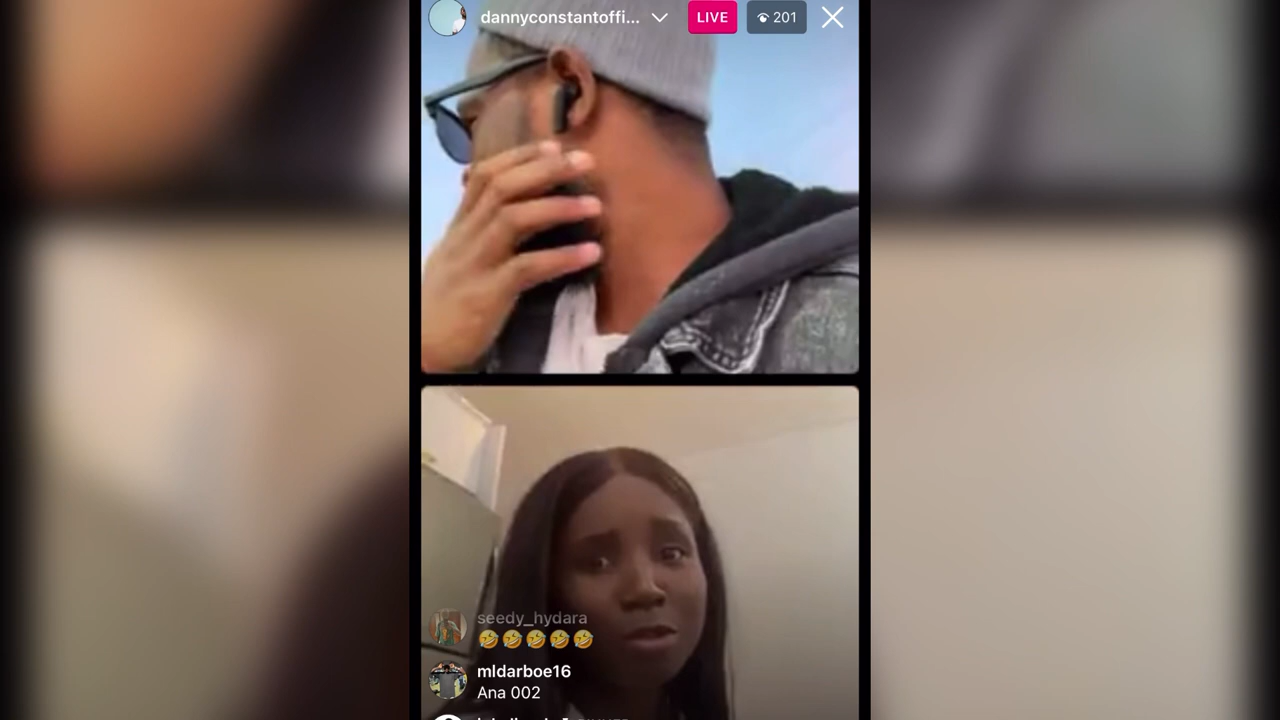 dannyconstantoffi...
LIVE
201
seedy_hydara
🤣🤣🤣🤣🤣
mldarboe16
Ana 002